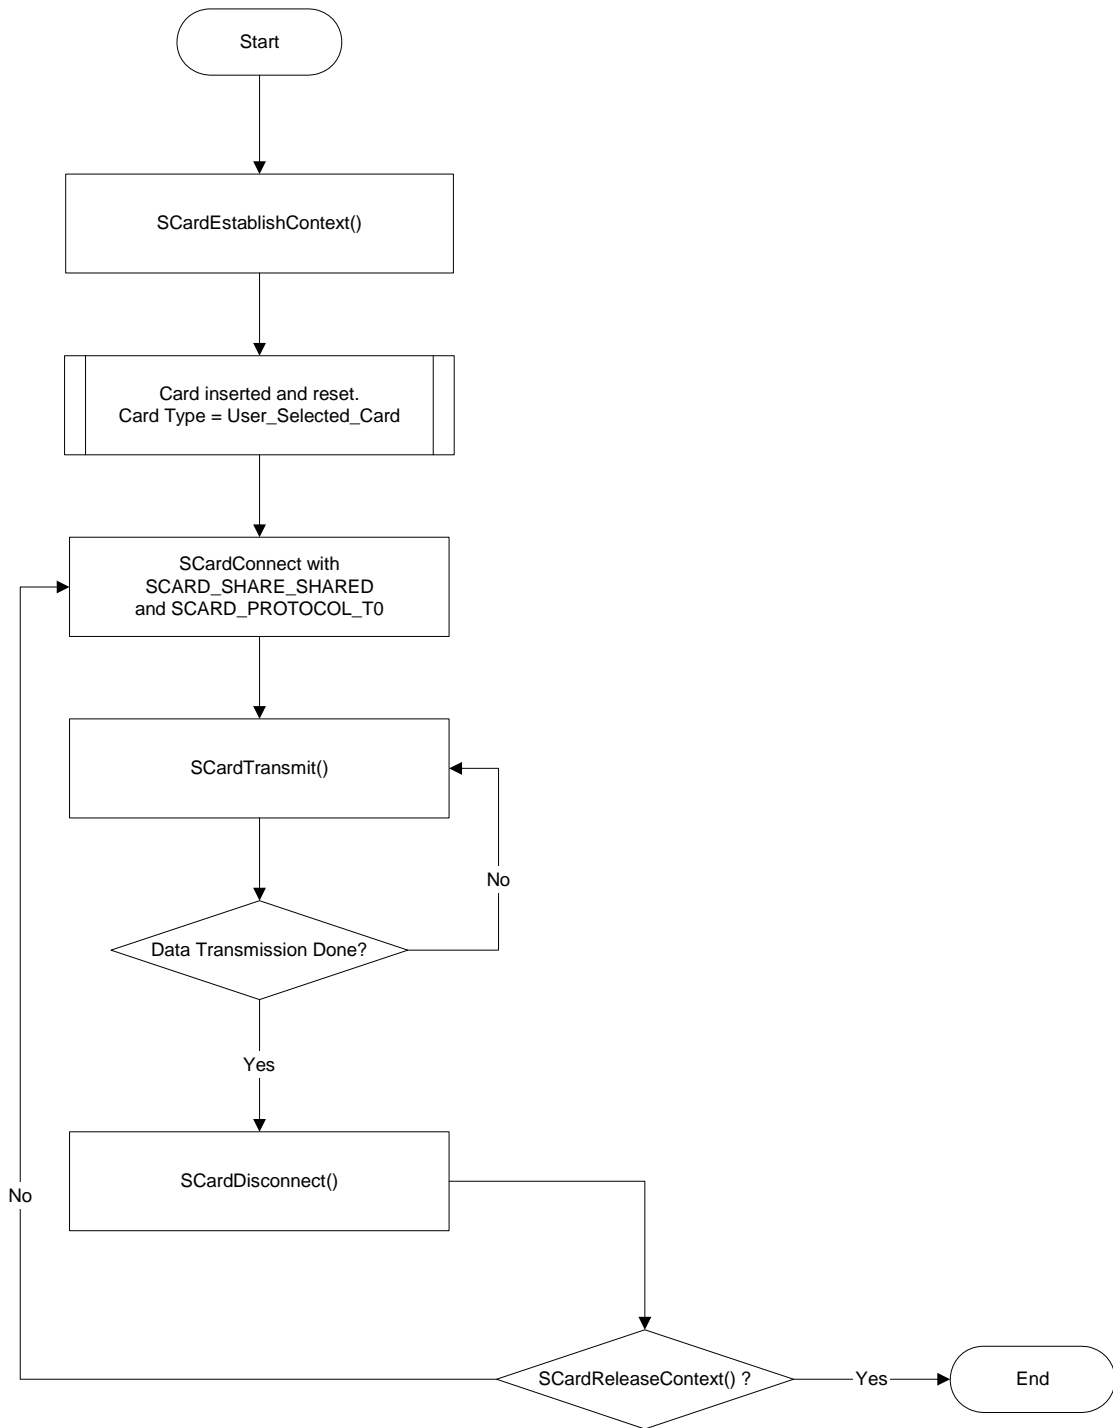 Start
SCardEstablishContext()
Card inserted and reset.
Card Type = User_Selected_Card
SCardConnect with
SCARD_SHARE_SHARED
and SCARD_PROTOCOL_T0
SCardTransmit()
No
Data Transmission Done?
Yes
SCardDisconnect()
No
SCardReleaseContext() ?
Yes
End